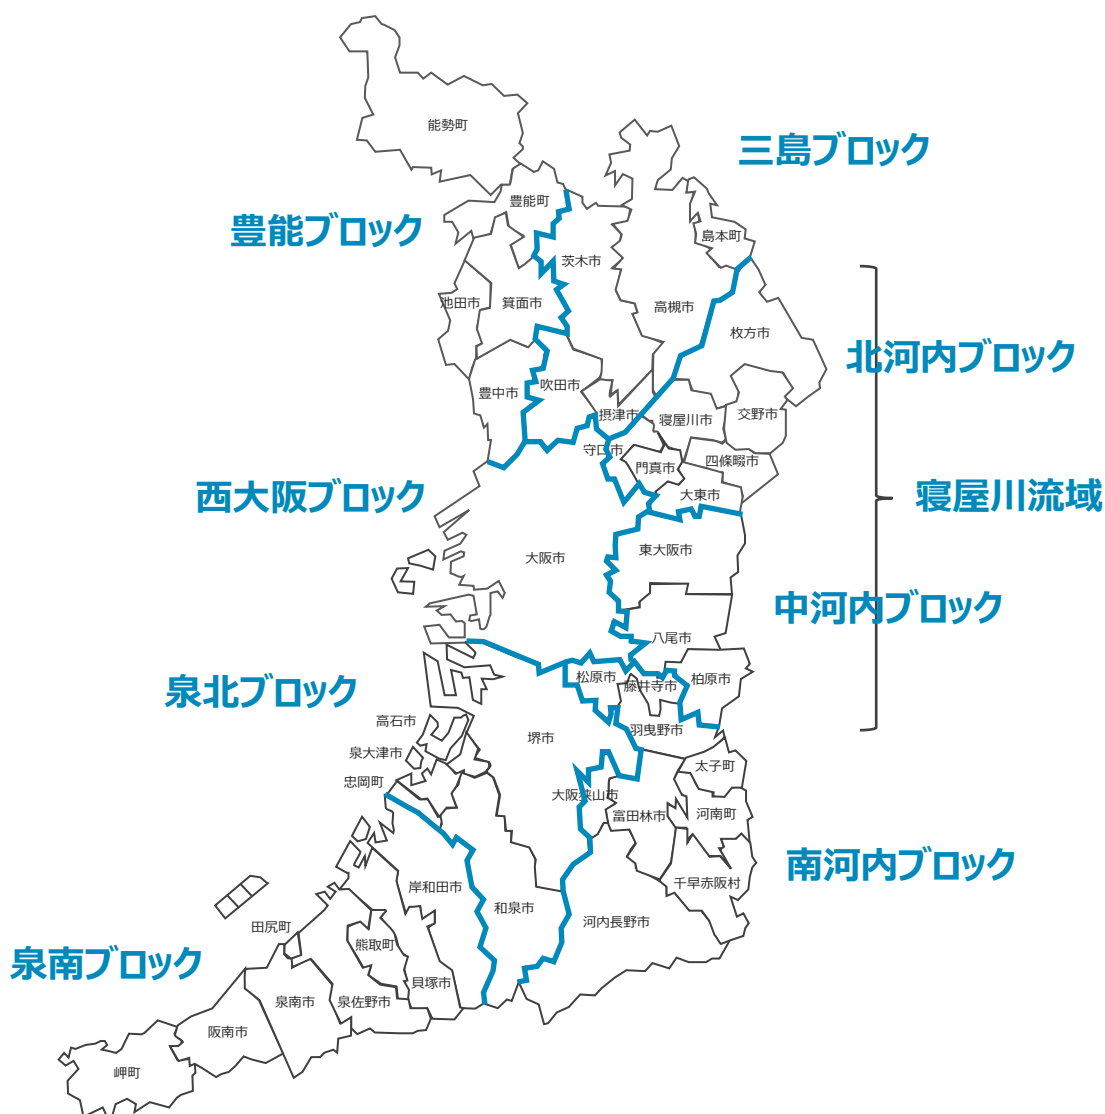 能勢町
三島ブロック
豊能町
豊能ブロック
島本町
茨木市
池田市
箕面市
高槻市
枚方市
北河内ブロック
豊中市
吹田市
摂津市
寝屋川市
交野市
守口市
門真市
四條畷市
西大阪ブロック
大東市
寝屋川流域
大阪市
東大阪市
中河内ブロック
八尾市
松原市
藤井寺市
柏原市
泉北ブロック
高石市
堺市
羽曳野市
泉大津市
太子町
忠岡町
大阪狭山市
富田林市
河南町
南河内ブロック
岸和田市
和泉市
千早赤阪村
河内長野市
田尻町
熊取町
泉南ブロック
貝塚市
泉南市
泉佐野市
阪南市
岬町